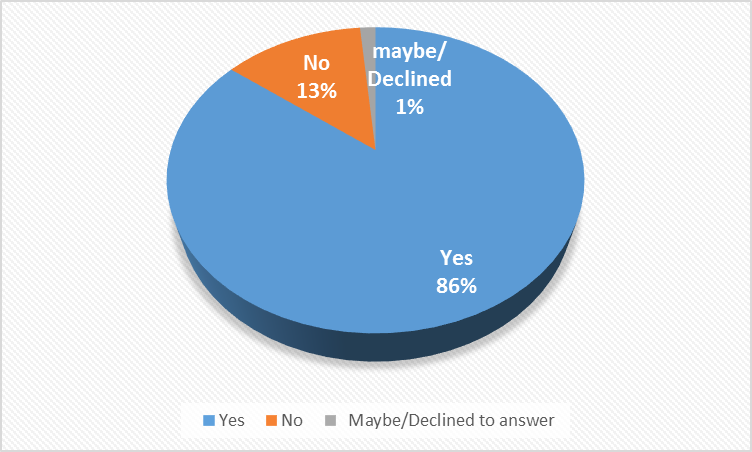 No
13%
maybe/
Declined
1%
Yes
86%
Yes No Maybe/Declined to answer